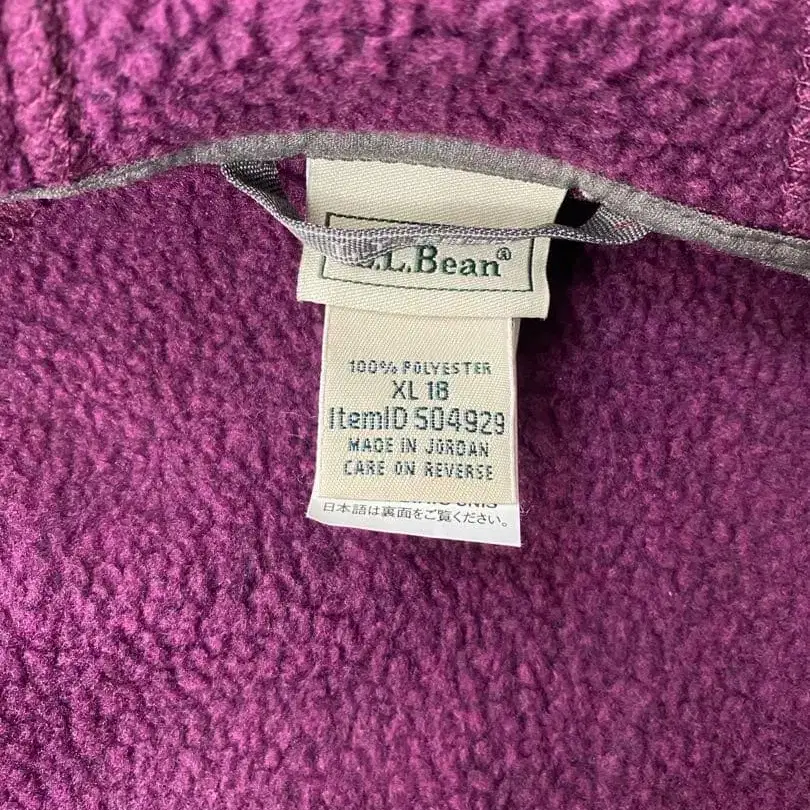 L.L.Bean®
100% POLYESTER
XL 18
ItemID 504929
MADE IN JORDAN
CARE ON REVERSE
日本語は裏面をご覧ください。